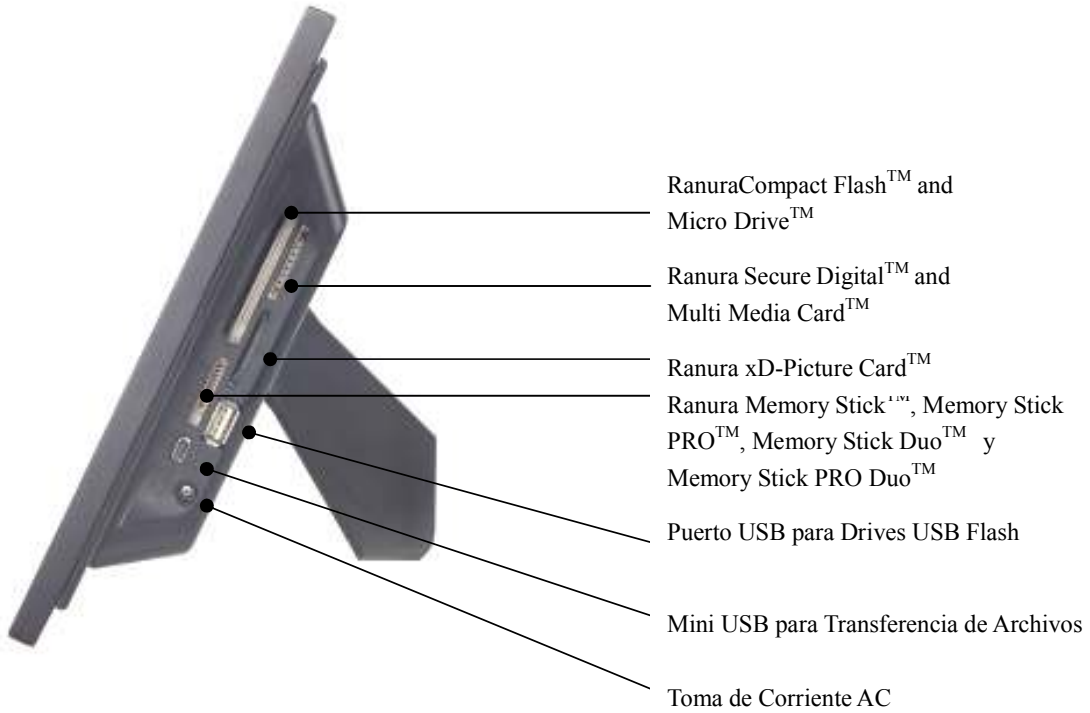 RanuraCompact Flash™ and
Micro Drive™
Ranura Secure Digital™ and
Multi Media Card™
Ranura xD-Picture Card™
Ranura Memory Stick™, Memory Stick
PRO™, Memory Stick Duo™ y
Memory Stick PRO Duo™
Puerto USB para Drives USB Flash
Mini USB para Transferencia de Archivos
Toma de Corriente AC